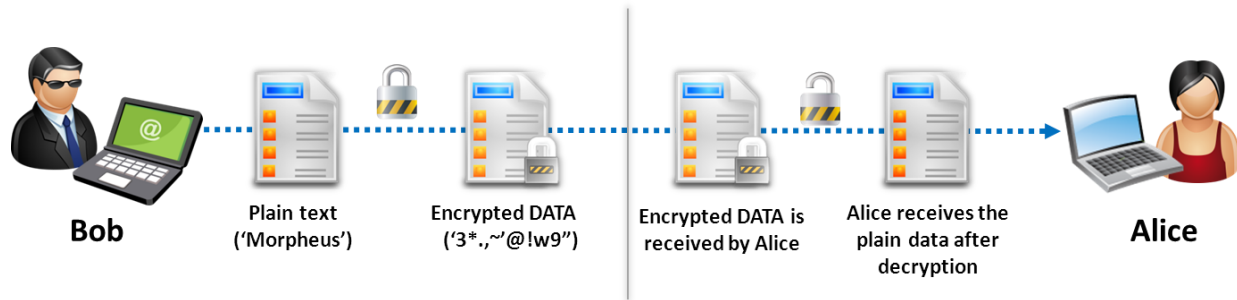 @
Bob
Plain text
(‘Morpheus’)
Encrypted DATA
(‘3*.,~’@!w9”)
Encrypted DATA is
received by Alice
Alice receives the
plain data after
decryption
Alice